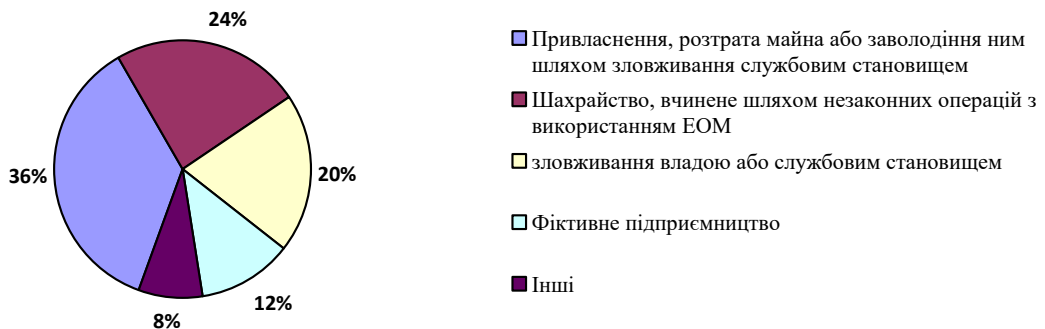 24%
36%
20%
12%
8%
Привласнення, розтрата майна або заволодіння ним
шляхом зловживання службовим становищем
Шахрайство, вчинене шляхом незаконних операцій з
використанням ЕОМ
зловживання владою або службовим становищем
Фіктивне підприємництво
Інші